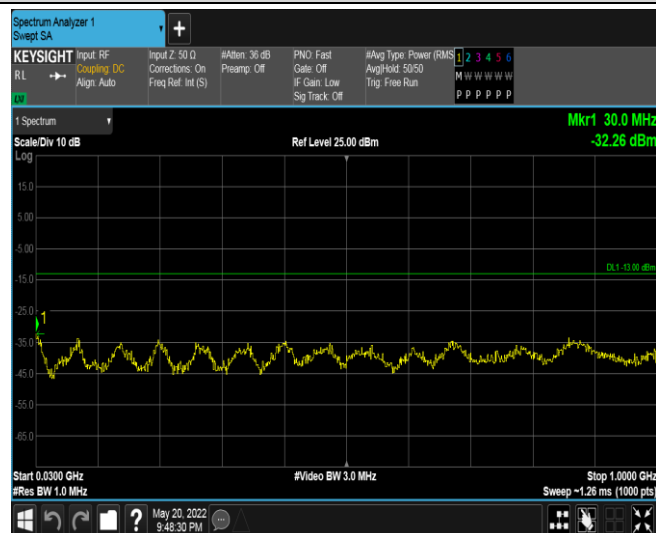 Spectrum Analyzer 1
Swept SA
KEYSIGHT
RL
Input: RF
Coupling: DC
Align: Auto
Input Z: 50 Ω
Corrections: On
Freq Ref: Int (S)
#Atten: 36 dB
Preamp: Off
PNO: Fast
Gate: Off
IF Gain: Low
Sig Track: Off
#Avg Type: Power (RMS
Avg|Hold: 50/50
Trig: Free Run
1 2 3 4 5 6
M W W W W W
P P P P P P
1 Spectrum
Mkr1 30.0 MHz
-32.26 dBm
Scale/Div 10 dB
Ref Level 25.00 dBm
Log
15.0
5.00
-5.00
DL1 -13.00 dBm
-15.0
-25.0
1
-35.0
-45.0
-55.0
-65.0
Start 0.0300 GHz
#Video BW 3.0 MHz
Stop 1.0000 GHz
#Res BW 1.0 MHz
Sweep ~1.26 ms (1000 pts)
?
May 20, 2022
9:48:30 PM